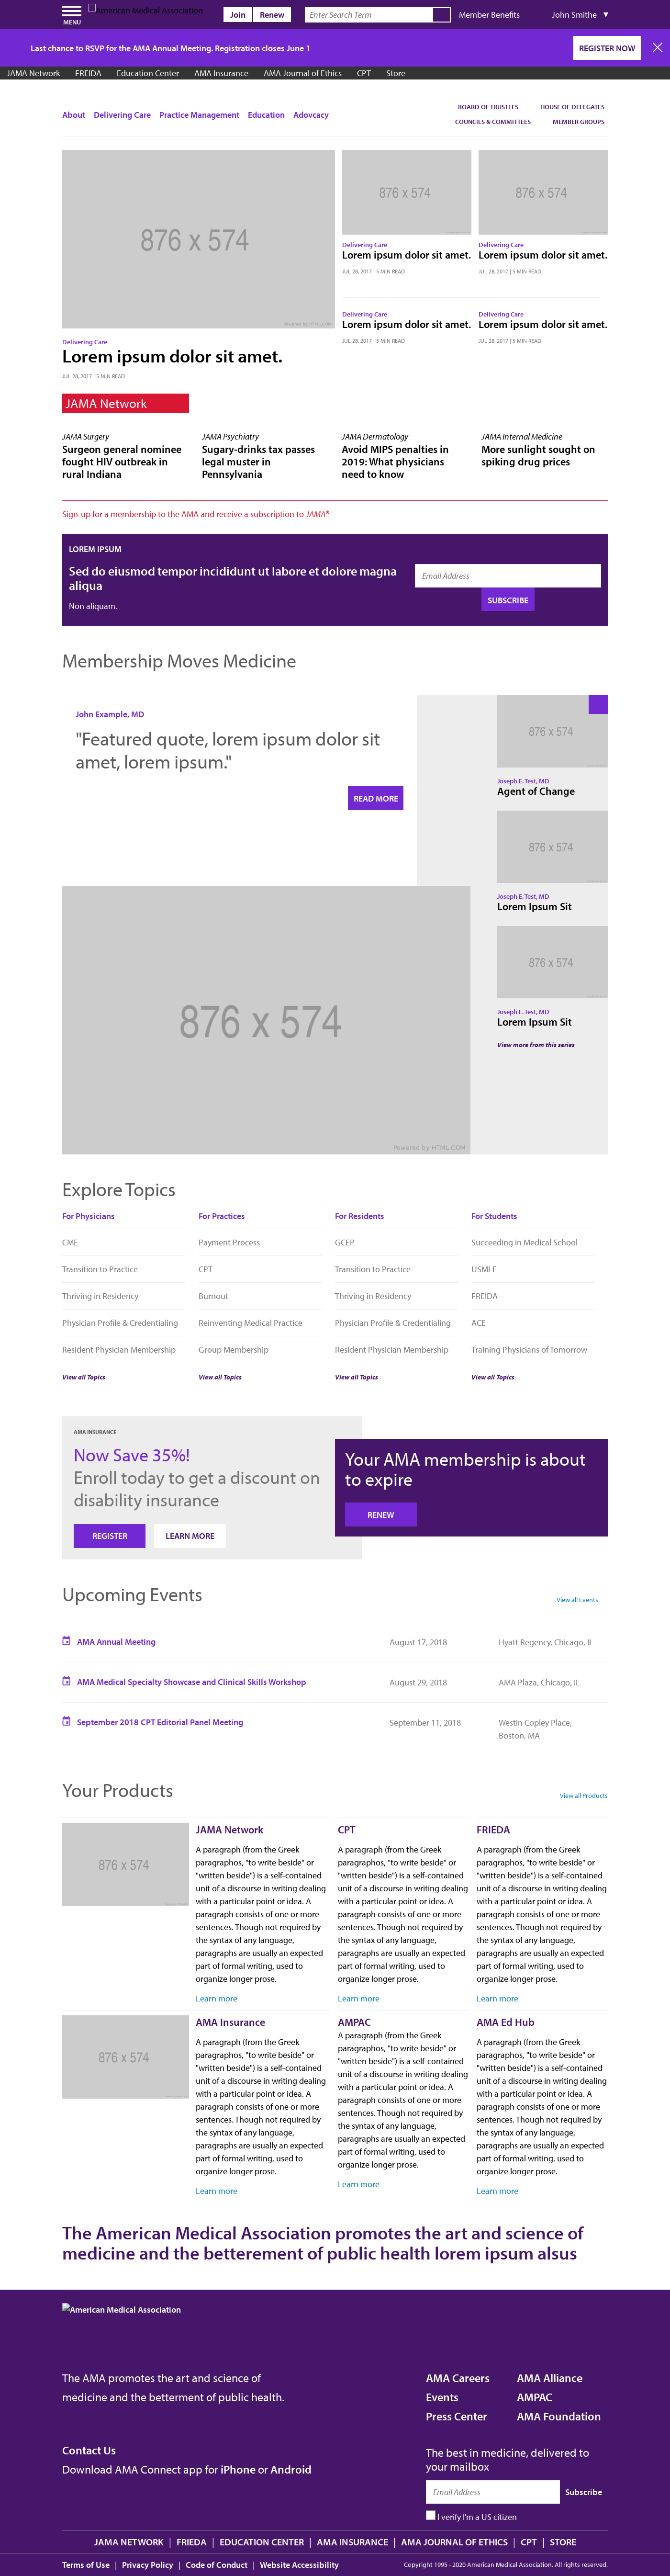 MENU
American Medical Association
Join
Renew
Enter Search Term
Member Benefits
John Smithe ▼
Last chance to RSVP for the AMA Annual Meeting. Registration closes June 1
REGISTER NOW
JAMA Network FREIDA Education Center AMA Insurance AMA Journal of Ethics CPT Store
About Delivering Care Practice Management Education Adovcacy
BOARD OF TRUSTEES HOUSE OF DELEGATES
COUNCILS & COMMITTEES MEMBER GROUPS
876 x 574
Powered by HTML.COM
Delivering Care
Lorem ipsum dolor sit amet.
JUL 28, 2017 | 5 MIN READ
876 x 574
Delivering Care
Lorem ipsum dolor sit amet.
JUL 28, 2017 | 5 MIN READ
876 x 574
Delivering Care
Lorem ipsum dolor sit amet.
JUL 28, 2017 | 5 MIN READ
Delivering Care
Lorem ipsum dolor sit amet.
JUL 28, 2017 | 5 MIN READ
Delivering Care
Lorem ipsum dolor sit amet.
JUL 28, 2017 | 5 MIN READ
JAMA Network
JAMA Surgery
Surgeon general nominee
fought HIV outbreak in
rural Indiana
JAMA Psychiatry
Sugary-drinks tax passes
legal muster in
Pennsylvania
JAMA Dermatology
Avoid MIPS penalties in
2019: What physicians
need to know
JAMA Internal Medicine
More sunlight sought on
spiking drug prices
Sign-up for a membership to the AMA and receive a subscription to JAMA®
LOREM IPSUM
Sed do eiusmod tempor incididunt ut labore et dolore magna
aliqua
Non aliquam.
Email Address
SUBSCRIBE
Membership Moves Medicine
John Example, MD
"Featured quote, lorem ipsum dolor sit
amet, lorem ipsum."
READ MORE
876 x 574
Powered by HTML.COM
876 x 574
Joseph E. Test, MD
Agent of Change
876 x 574
Joseph E. Test, MD
Lorem Ipsum Sit
876 x 574
Joseph E. Test, MD
Lorem Ipsum Sit
View more from this series
Explore Topics
For Physicians
CME
Transition to Practice
Thriving in Residency
Physician Profile & Credentialing
Resident Physician Membership
View all Topics
For Practices
Payment Process
CPT
Burnout
Reinventing Medical Practice
Group Membership
View all Topics
For Residents
GCEP
Transition to Practice
Thriving in Residency
Physician Profile & Credentialing
Resident Physician Membership
View all Topics
For Students
Succeeding in Medical School
USMLE
FREIDA
ACE
Training Physicians of Tomorrow
View all Topics
AMA INSURANCE
Now Save 35%!
Enroll today to get a discount on
disability insurance
REGISTER
LEARN MORE
Your AMA membership is about
to expire
RENEW
Upcoming Events
View all Events
AMA Annual Meeting August 17, 2018 Hyatt Regency, Chicago, IL
AMA Medical Specialty Showcase and Clinical Skills Workshop August 29, 2018 AMA Plaza, Chicago, IL
September 2018 CPT Editorial Panel Meeting September 11, 2018 Westin Copley Place,
Boston, MA
Your Products
View all Products
876 x 574
JAMA Network
A paragraph (from the Greek
paragraphos, "to write beside" or
"written beside") is a self-contained
unit of a discourse in writing dealing
with a particular point or idea. A
paragraph consists of one or more
sentences. Though not required by
the syntax of any language,
paragraphs are usually an expected
part of formal writing, used to
organize longer prose.
Learn more
CPT
A paragraph (from the Greek
paragraphos, "to write beside" or
"written beside") is a self-contained
unit of a discourse in writing dealing
with a particular point or idea. A
paragraph consists of one or more
sentences. Though not required by
the syntax of any language,
paragraphs are usually an expected
part of formal writing, used to
organize longer prose.
Learn more
FRIEDA
A paragraph (from the Greek
paragraphos, "to write beside" or
"written beside") is a self-contained
unit of a discourse in writing dealing
with a particular point or idea. A
paragraph consists of one or more
sentences. Though not required by
the syntax of any language,
paragraphs are usually an expected
part of formal writing, used to
organize longer prose.
Learn more
876 x 574
AMA Insurance
A paragraph (from the Greek
paragraphos, "to write beside" or
"written beside") is a self-contained
unit of a discourse in writing dealing
with a particular point or idea. A
paragraph consists of one or more
sentences. Though not required by
the syntax of any language,
paragraphs are usually an expected
part of formal writing, used to
organize longer prose.
Learn more
AMPAC
A paragraph (from the Greek
paragraphos, "to write beside" or
"written beside") is a self-contained
unit of a discourse in writing dealing
with a particular point or idea. A
paragraph consists of one or more
sentences. Though not required by
the syntax of any language,
paragraphs are usually an expected
part of formal writing, used to
organize longer prose.
Learn more
AMA Ed Hub
A paragraph (from the Greek
paragraphos, "to write beside" or
"written beside") is a self-contained
unit of a discourse in writing dealing
with a particular point or idea. A
paragraph consists of one or more
sentences. Though not required by
the syntax of any language,
paragraphs are usually an expected
part of formal writing, used to
organize longer prose.
Learn more
The American Medical Association promotes the art and science of
medicine and the betterement of public health lorem ipsum alsus
American Medical Association
The AMA promotes the art and science of
medicine and the betterment of public health.
AMA Careers AMA Alliance
Events AMPAC
Press Center AMA Foundation
Contact Us
Download AMA Connect app for iPhone or Android
The best in medicine, delivered to
your mailbox
Email Address
Subscribe
I verify I'm a US citizen
JAMA NETWORK | FRIEDA | EDUCATION CENTER | AMA INSURANCE | AMA JOURNAL OF ETHICS | CPT | STORE
Terms of Use | Privacy Policy | Code of Conduct | Website Accessibility
Copyright 1995 - 2020 American Medical Association. All rights reserved.